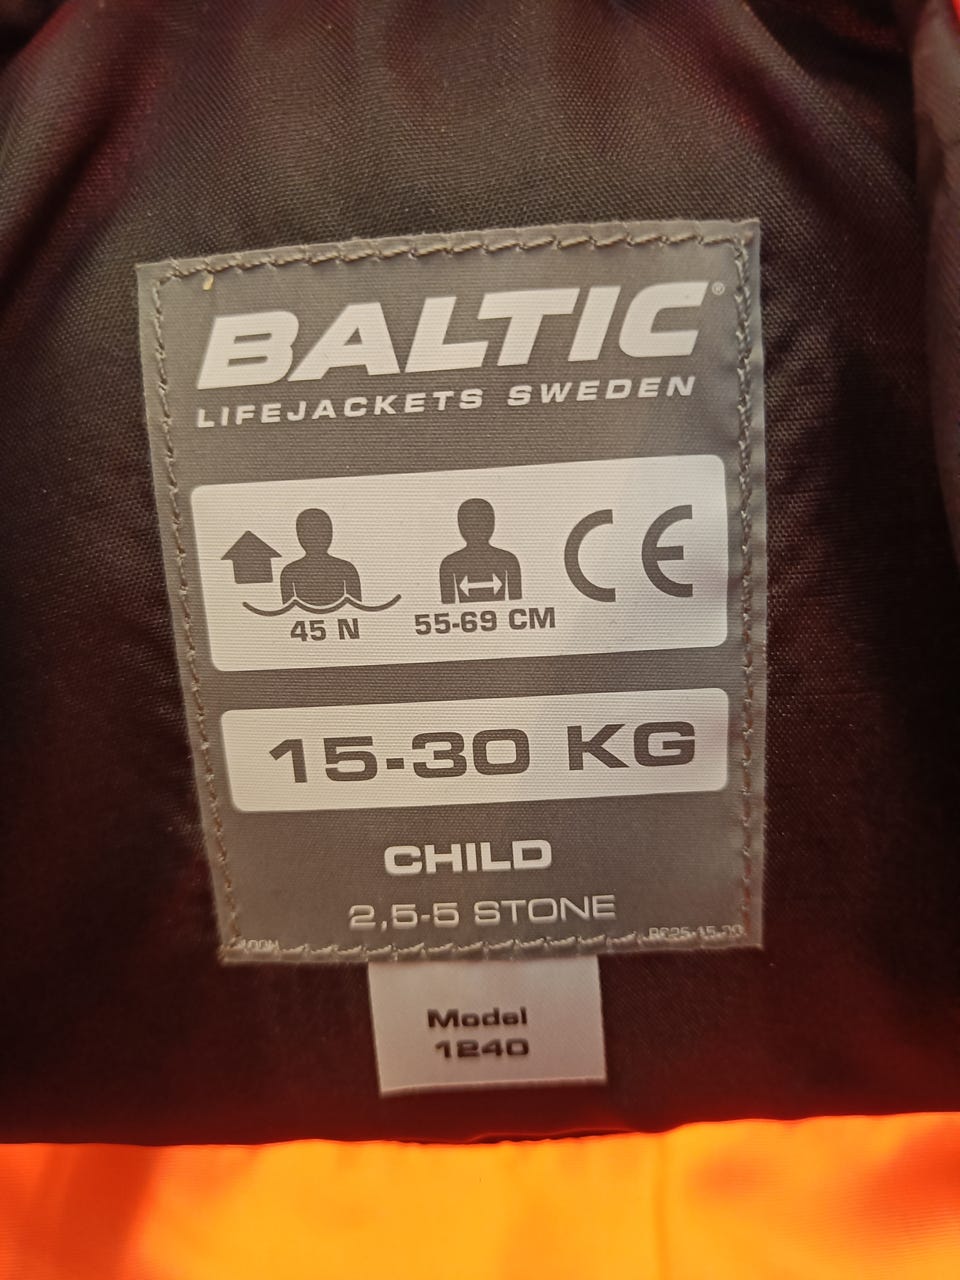 BALTIC®
LIFEJACKETS SWEDEN
45 N
55-69 CM
CE
15-30 KG
CHILD
2,5-5 STONE
Model
1240